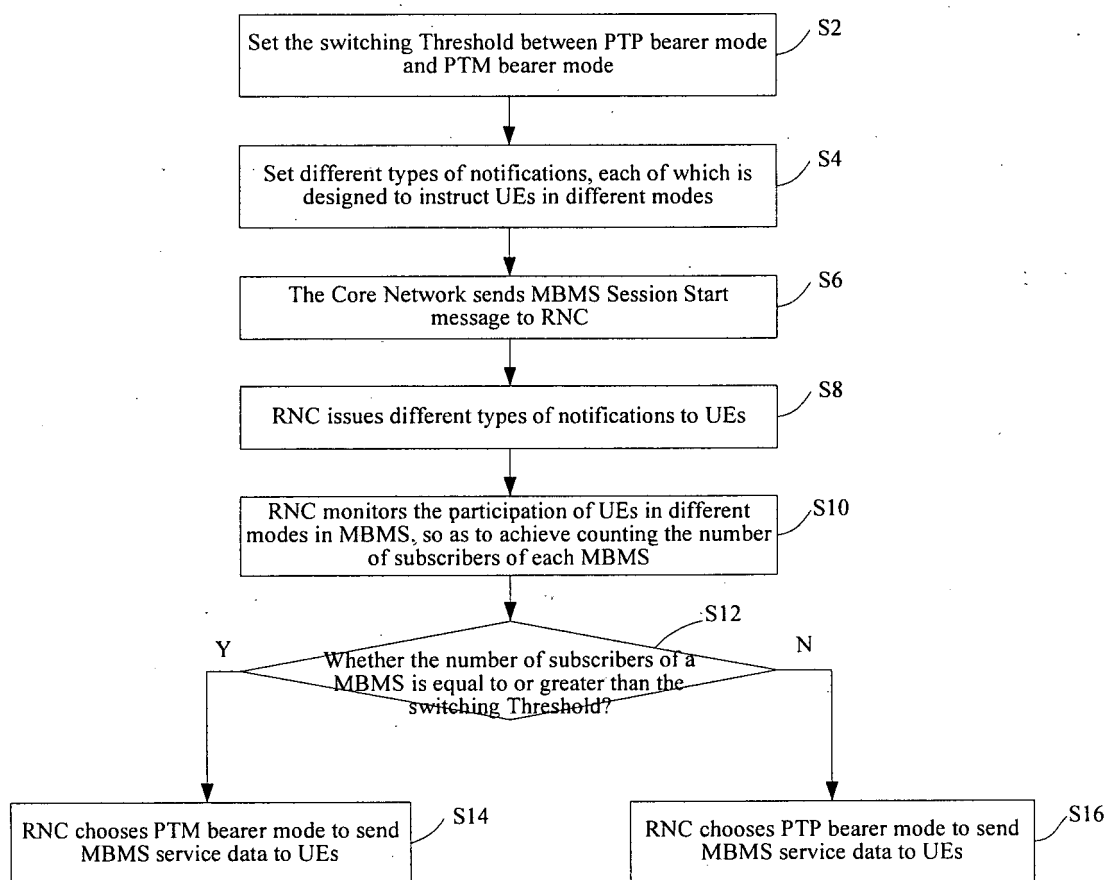 S2
Set the switching Threshold between PTP bearer mode
and PTM bearer mode
S4
Set different types of notifications, each of which is
designed to instruct UEs in different modes
S6
The Core Network sends MBMS Session Start
message to RNC
S8
RNC issues different types of notifications to UEs
S10
RNC monitors the participation of UEs in different
modes in MBMS, so as to achieve counting the number
of subscribers of each MBMS
S12
Y
N
Whether the number of subscribers of a
MBMS is equal to or greater than the
switching Threshold?
S14
RNC chooses PTM bearer mode to send
MBMS service data to UEs
S16
RNC chooses PTP bearer mode to send
MBMS service data to UEs